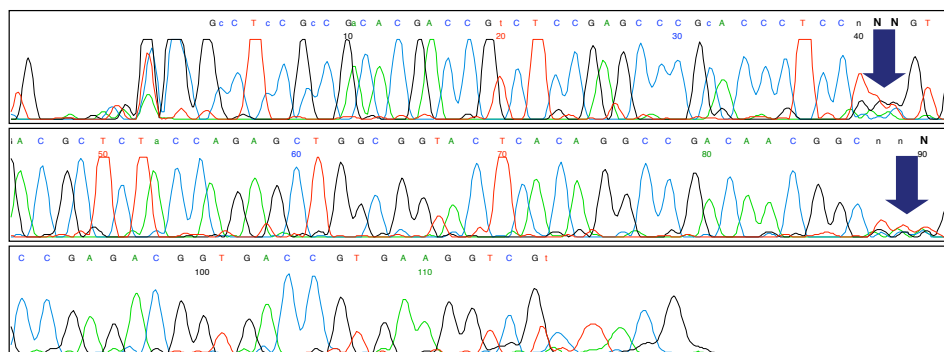 G c C T c C G c C G a C A C G A C C G t C T C C G A G C C C G c A C C C T C C n N N G T
10 20 30 40
A C G C T C T a C C A G A G C T G G C G G T A C T C A C A G G C C G A C A A C G G C n n N
50 60 70 80 90
C C G A G A C G G T G A C C G T G A A G G T C G t
100 110